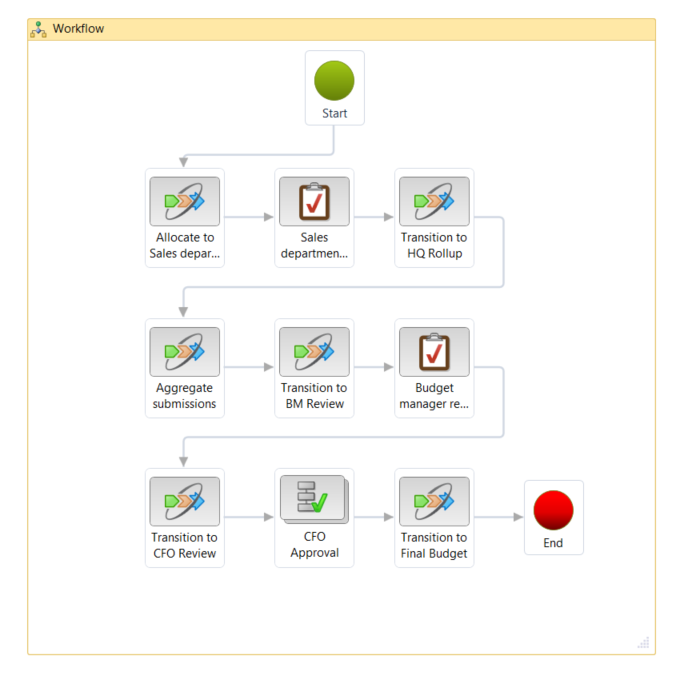 Workflow
Start
Allocate to
Sales depar...
Sales
departmen...
Transition to
HQ Rollup
Aggregate
submissions
Transition to
BM Review
Budget
manager re...
Transition to
CFO Review
CFO
Approval
Transition to
Final Budget
End